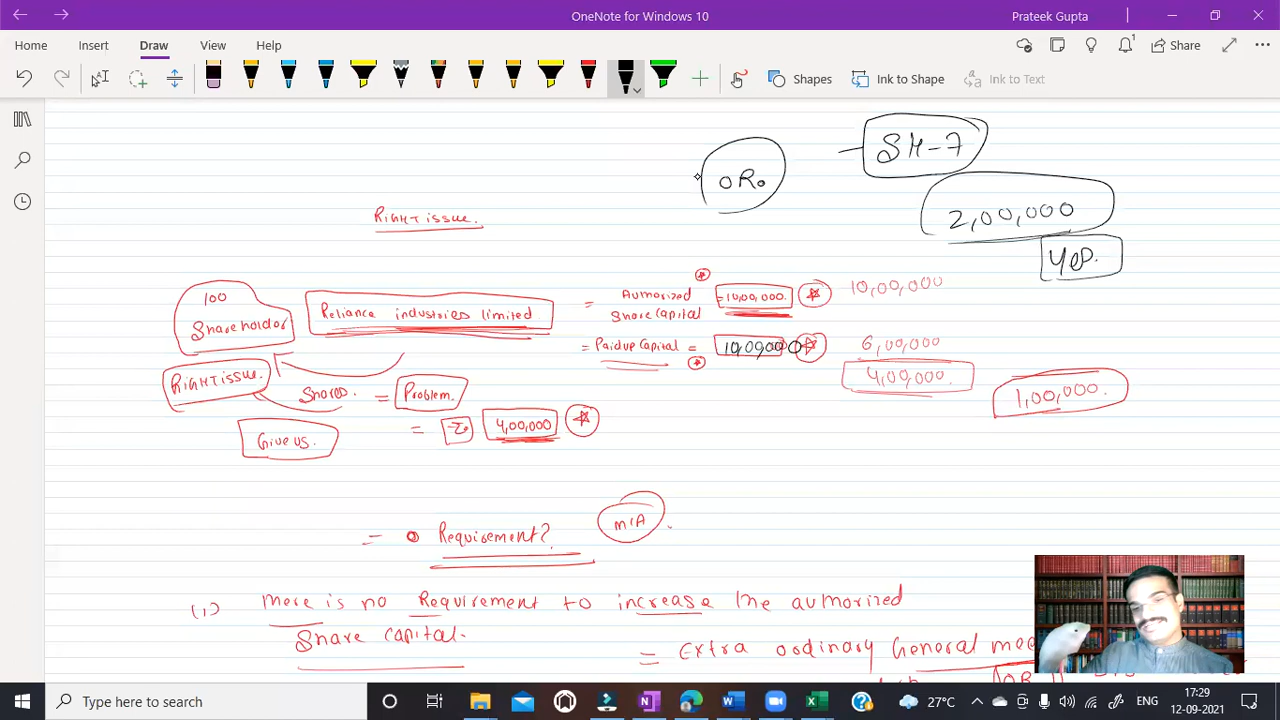 OneNote for Windows 10
Prateek Gupta
Home Insert Draw View Help
Share
Shapes Ink to Shape Ink to Text
SH-7
OR.
2,00,000
Yes.
Right issue.
100
Shareholder
Reliance industries limited
= Authorized Share capital
=10,00,000.
10,00,000
= Paidup Capital =
10,00,000
6,00,000
4,00,000.
1,00,000.
Right issue.
Shares. = Problem.
Give us.
= 4,00,000
= Requirement?
MCA
(1) There is no Requirement to increase the authorized
Share capital.
= Extra ordinary General mee
Type here to search
27°C
ENG
17:29
12-09-2021